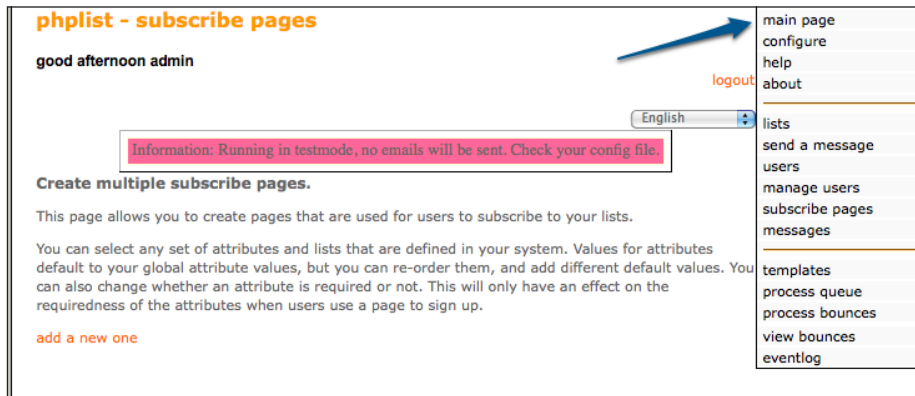 phplist - subscribe pages
good afternoon admin
logout
English
Information: Running in testmode, no emails will be sent. Check your config file.
Create multiple subscribe pages.
This page allows you to create pages that are used for users to subscribe to your lists.
You can select any set of attributes and lists that are defined in your system. Values for attributes
default to your global attribute values, but you can re-order them, and add different default values. You
can also change whether an attribute is required or not. This will only have an effect on the
requiredness of the attributes when users use a page to sign up.
add a new one
main page
configure
help
about
lists
send a message
users
manage users
subscribe pages
messages
templates
process queue
process bounces
view bounces
eventlog